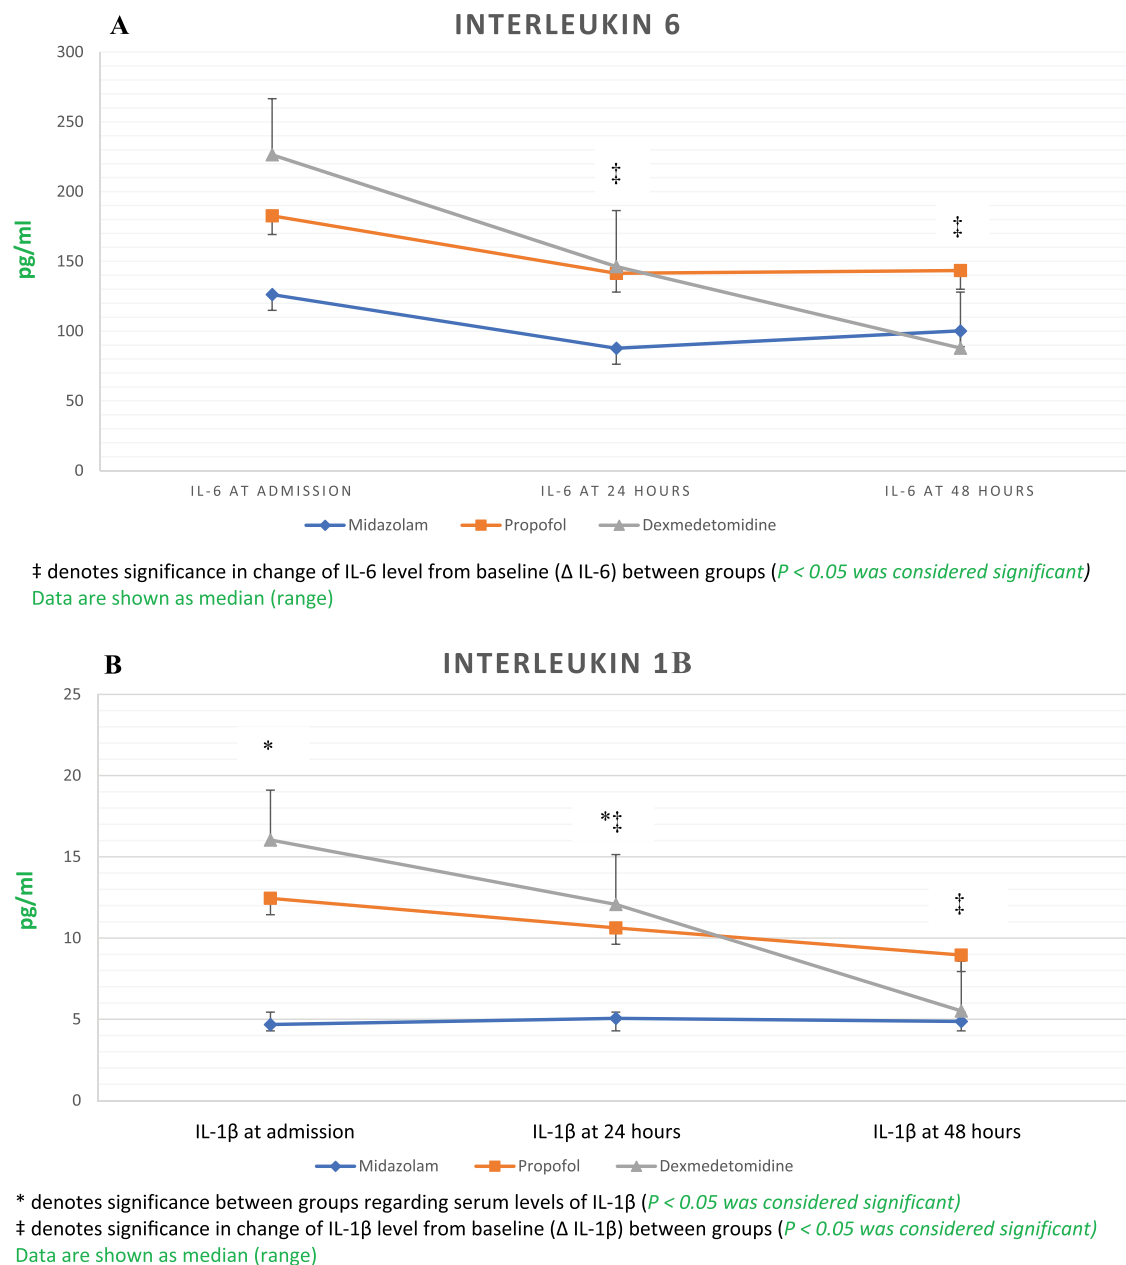 A
INTERLEUKIN 6
300
250
200
150
100
50
0
pg/ml
‡
‡
IL-6 AT ADMISSION
IL-6 AT 24 HOURS
IL-6 AT 48 HOURS
Midazolam
Propofol
Dexmedetomidine
‡ denotes significance in change of IL-6 level from baseline (Δ IL-6) between groups (P < 0.05 was considered significant)
Data are shown as median (range)
B
INTERLEUKIN 1B
25
20
15
10
5
0
pg/ml
*
*‡
‡
IL-1β at admission
IL-1β at 24 hours
IL-1β at 48 hours
Midazolam
Propofol
Dexmedetomidine
* denotes significance between groups regarding serum levels of IL-1β (P < 0.05 was considered significant)
‡ denotes significance in change of IL-1β level from baseline (Δ IL-1β) between groups (P < 0.05 was considered significant)
Data are shown as median (range)